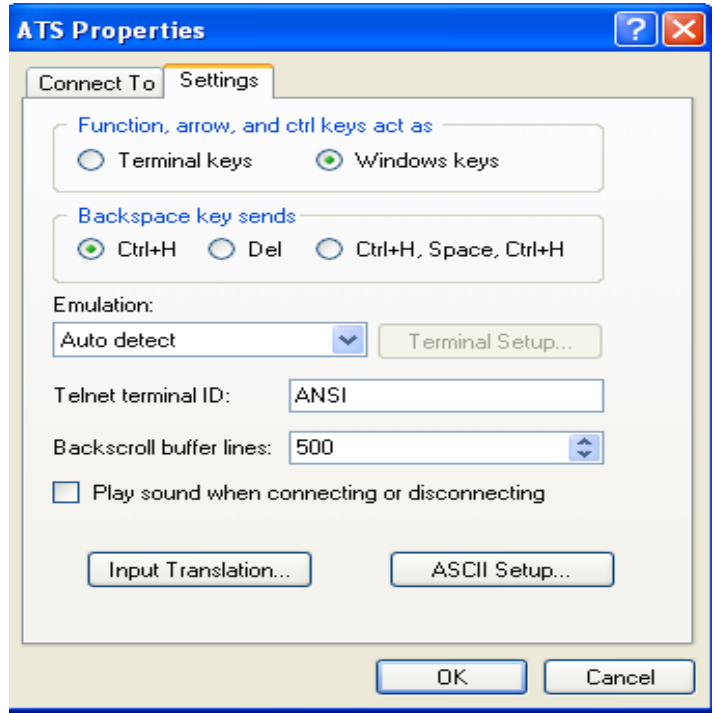 ATS Properties
Connect To Settings
Function, arrow, and ctrl keys act as
Terminal keys Windows keys
Backspace key sends
Ctrl+H Del Ctrl+H, Space, Ctrl+H
Emulation:
Auto detect Terminal Setup...
Telnet terminal ID: ANSI
Backscroll buffer lines: 500
Play sound when connecting or disconnecting
Input Translation... ASCII Setup...
OK Cancel